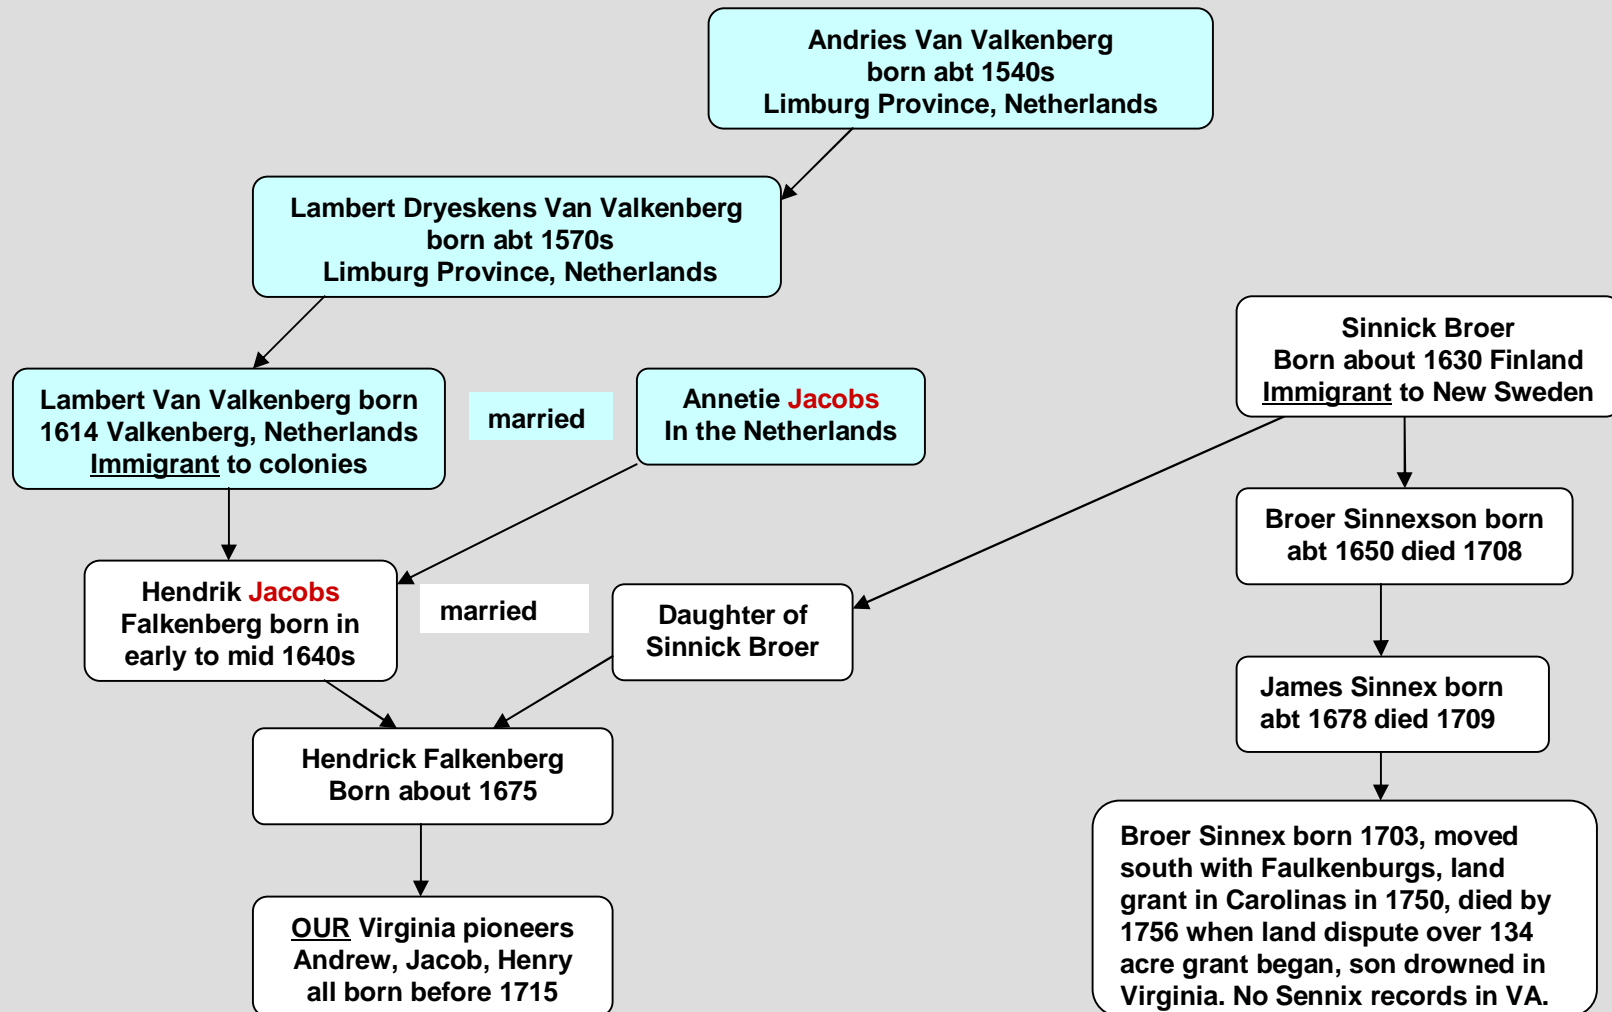 Andries Van Valkenberg
born abt 1540s
Limburg Province, Netherlands
Lambert Dryeskens Van Valkenberg
born abt 1570s
Limburg Province, Netherlands
Sinnick Broer
Born about 1630 Finland
Immigrant to New Sweden
Lambert Van Valkenberg born
1614 Valkenberg, Netherlands
Immigrant to colonies
married
Annetie Jacobs
In the Netherlands
Broer Sinnexson born
abt 1650 died 1708
Hendrik Jacobs
Falkenberg born in
early to mid 1640s
married
Daughter of
Sinnick Broer
James Sinnex born
abt 1678 died 1709
Hendrick Falkenberg
Born about 1675
Broer Sinnex born 1703, moved
south with Faulkenburgs, land
grant in Carolinas in 1750, died by
1756 when land dispute over 134
acre grant began, son drowned in
Virginia. No Sennix records in VA.
OUR Virginia pioneers
Andrew, Jacob, Henry
all born before 1715